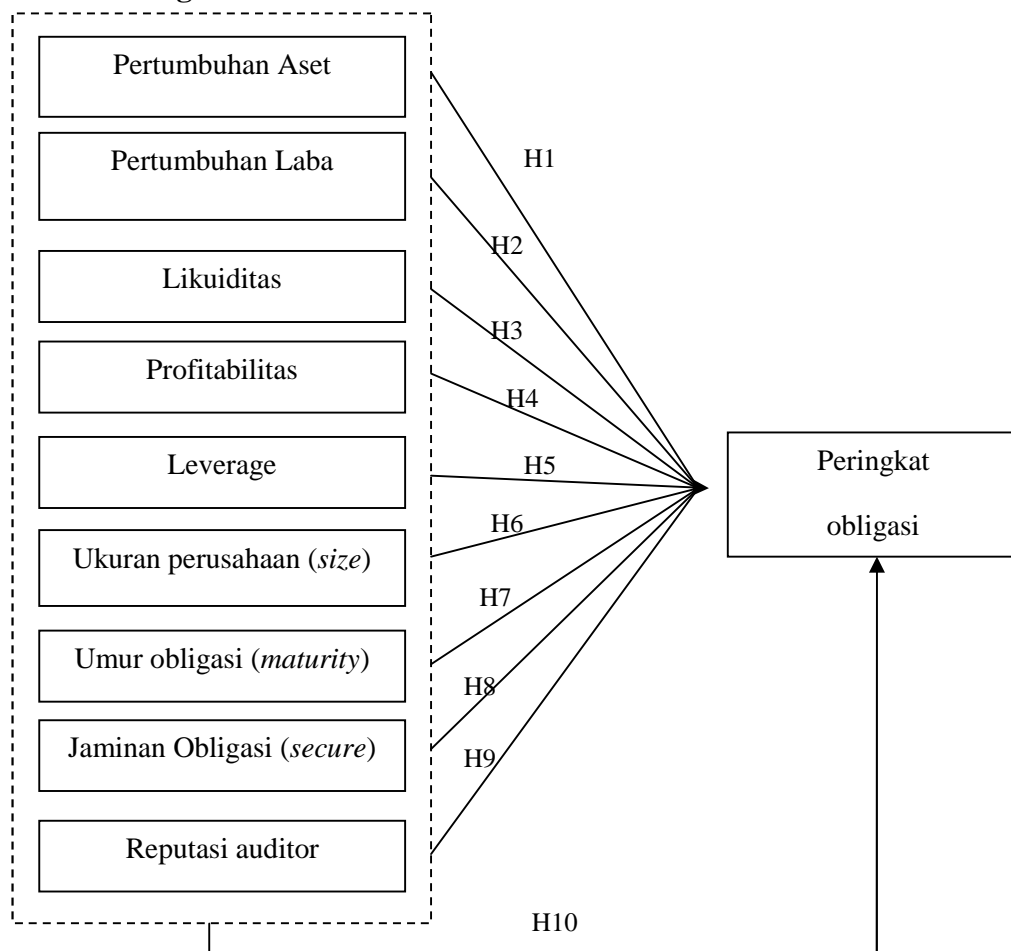 Pertumbuhan Aset
Pertumbuhan Laba
Likuiditas
Profitabilitas
Leverage
Ukuran perusahaan (size)
Umur obligasi (maturity)
Jaminan Obligasi (secure)
Reputasi auditor
H1
H2
H3
H4
H5
H6
H7
H8
H9
H10
Peringkat
obligasi